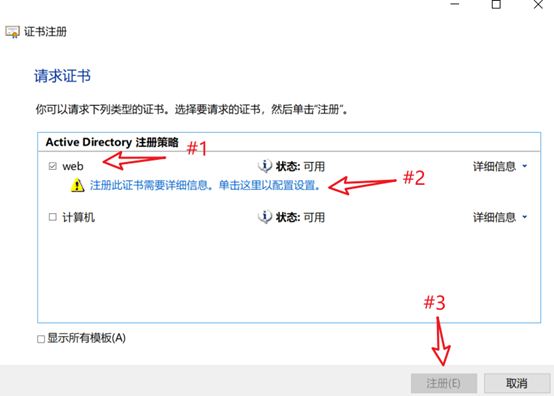 证书注册
请求证书
你可以请求下列类型的证书。选择要请求的证书，然后单击“注册”。
Active Directory 注册策略
#1
web
状态: 可用
详细信息
注册此证书需要详细信息。单击这里以配置设置。
#2
计算机
状态: 可用
详细信息
#3
显示所有模板(A)
注册(E)
取消